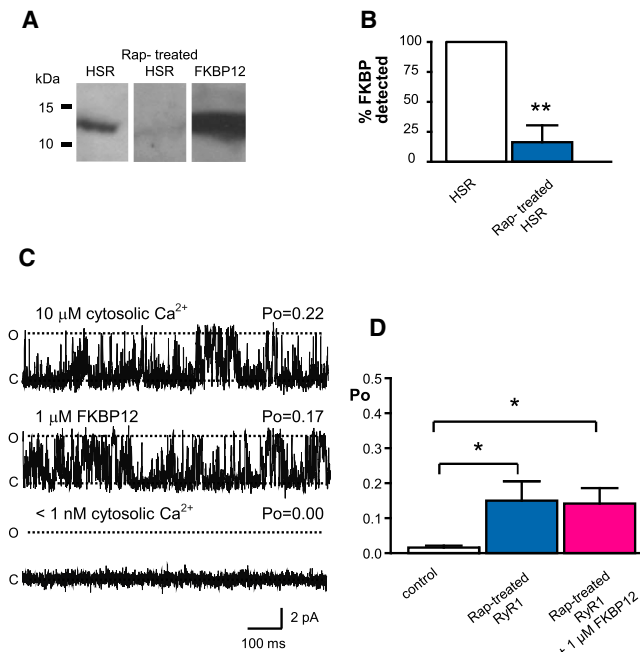 A
Rap- treated
HSR HSR FKBP12
kDa
15
10
B
% FKBP
detected
100
75
50
25
0
**
HSR
Rap- treated
HSR
C
10 µM cytosolic Ca2+ Po=0.22
O
C
1 µM FKBP12 Po=0.17
O
C
< 1 nM cytosolic Ca2+ Po=0.00
O
C
2 pA
100 ms
D
Po
0.5
0.4
0.3
0.2
0.1
0.0
*
*
control
Rap-treated
RyR1
Rap-treated
RyR1
+ 1 µM FKBP12